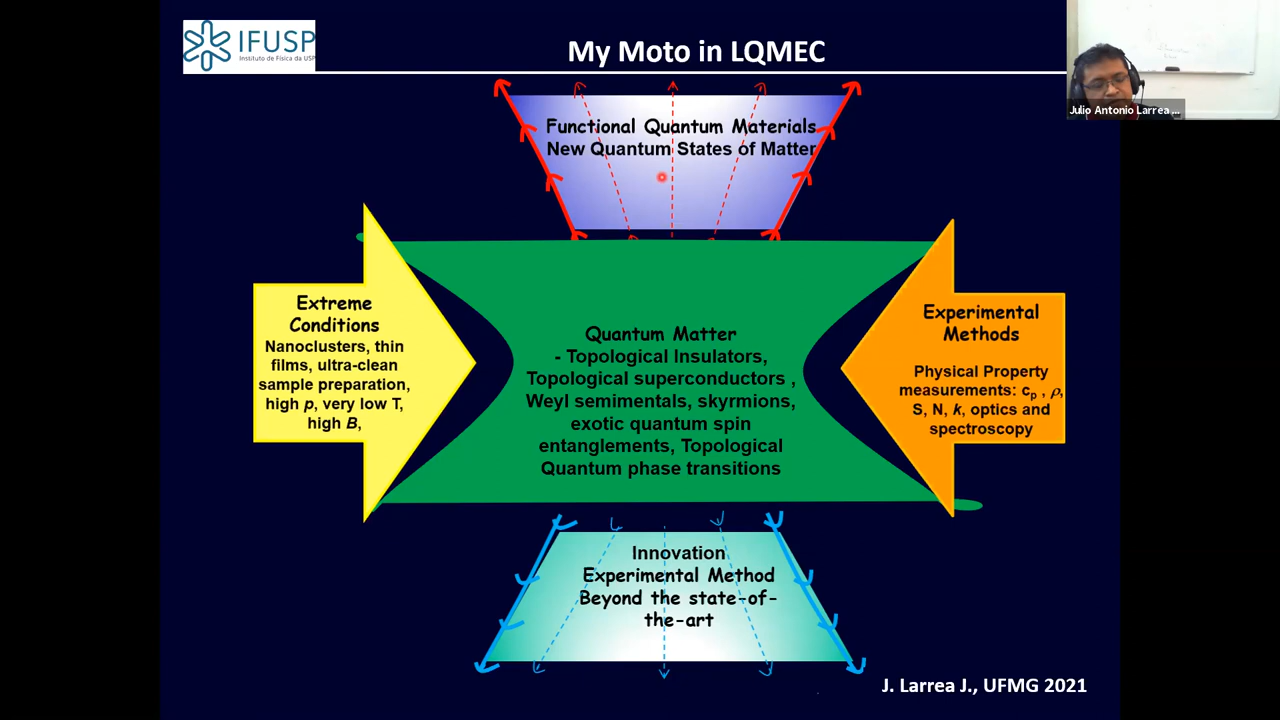 IFUSP
Instituto de Física da USP
My Moto in LQMEC
Julio Antonio Larrea ...
Functional Quantum Materials
New Quantum States of Matter
Extreme
Conditions
Nanoclusters, thin
films, ultra-clean
sample preparation,
high p, very low T,
high B,
Quantum Matter
- Topological Insulators,
Topological superconductors ,
Weyl semimentals, skyrmions,
exotic quantum spin
entanglements, Topological
Quantum phase transitions
Experimental
Methods
Physical Property
measurements: cp , ρ,
S, N, k, optics and
spectroscopy
Innovation
Experimental Method
Beyond the state-of-
the-art
J. Larrea J., UFMG 2021